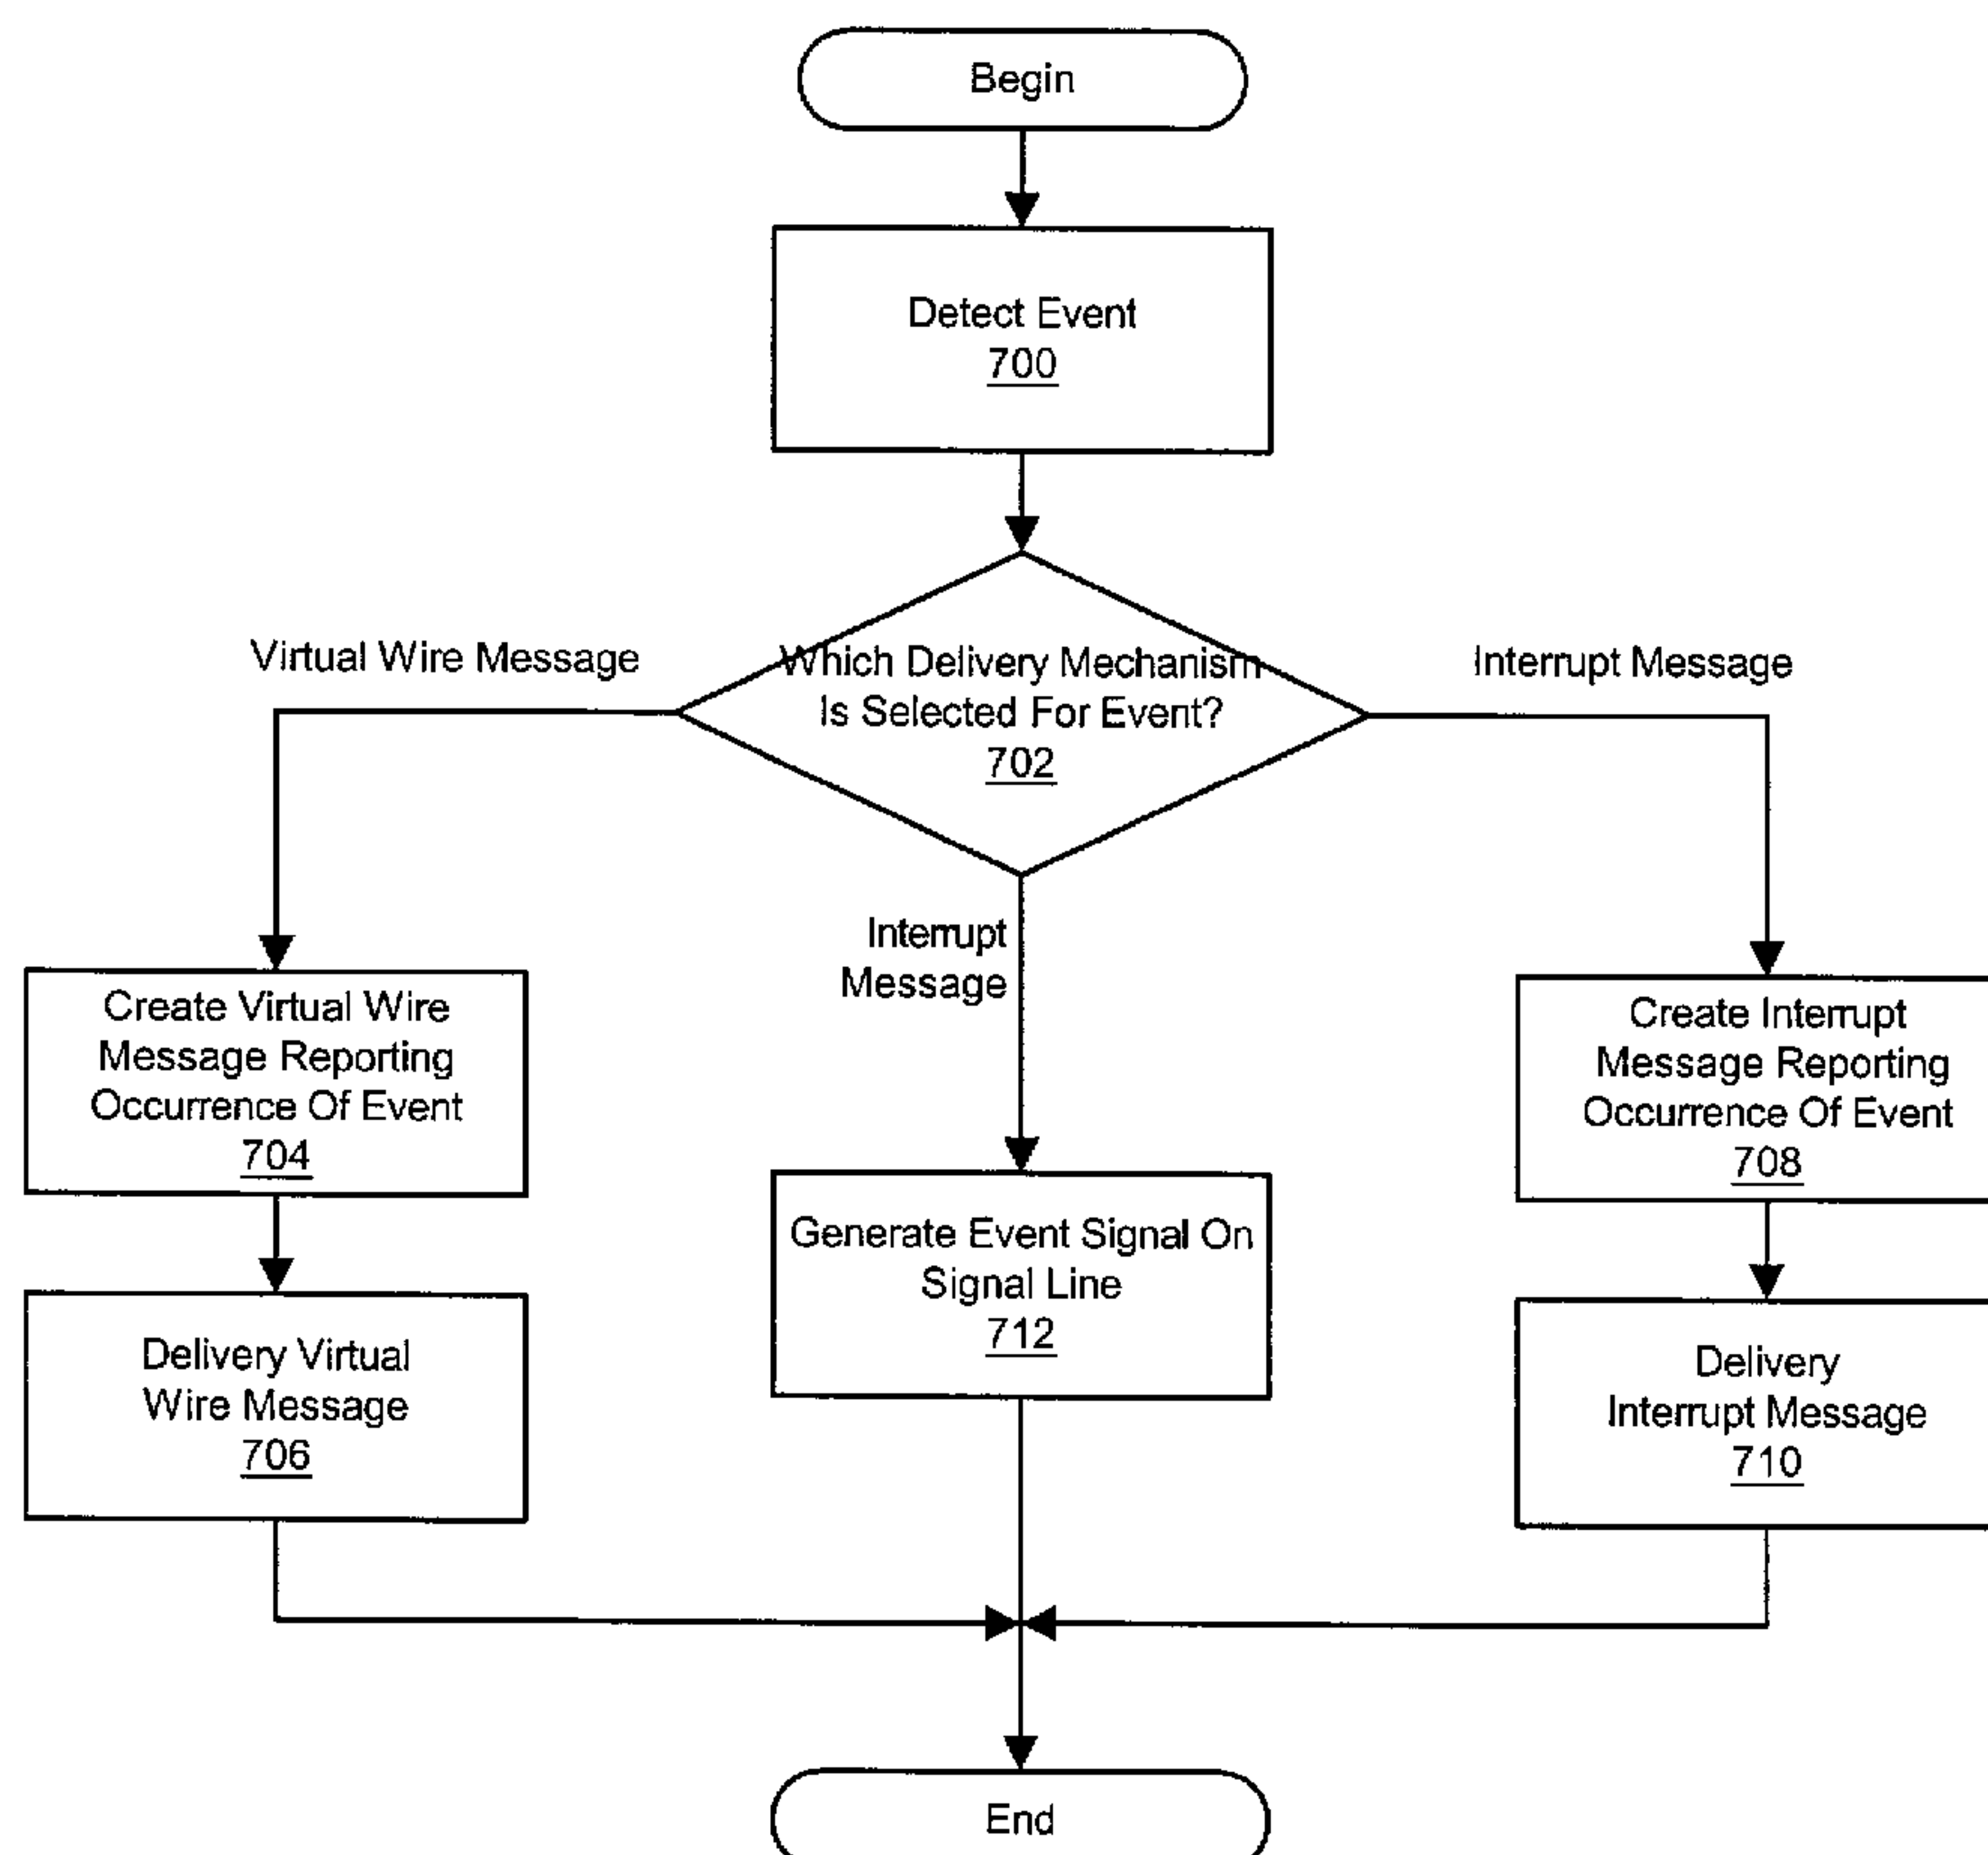 Begin
Detect Event
700
Virtual Wire Message
Which Delivery Mechanism
Is Selected For Event?
702
Interrupt Message
Interrupt
Message
Create Virtual Wire
Message Reporting
Occurrence Of Event
704
Create Interrupt
Message Reporting
Occurrence Of Event
708
Generate Event Signal On
Signal Line
712
Delivery Virtual
Wire Message
706
Delivery
Interrupt Message
710
End